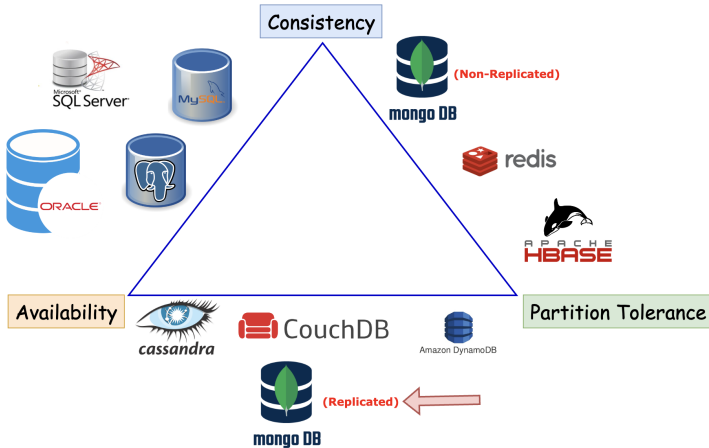 Consistency
Microsoft®
SQL Server®
MySQL
mongo DB
(Non-Replicated)
redis
ORACLE®
APACHE
HBASE
Availability
Partition Tolerance
cassandra
CouchDB
Amazon DynamoDB
(Replicated)
mongo DB